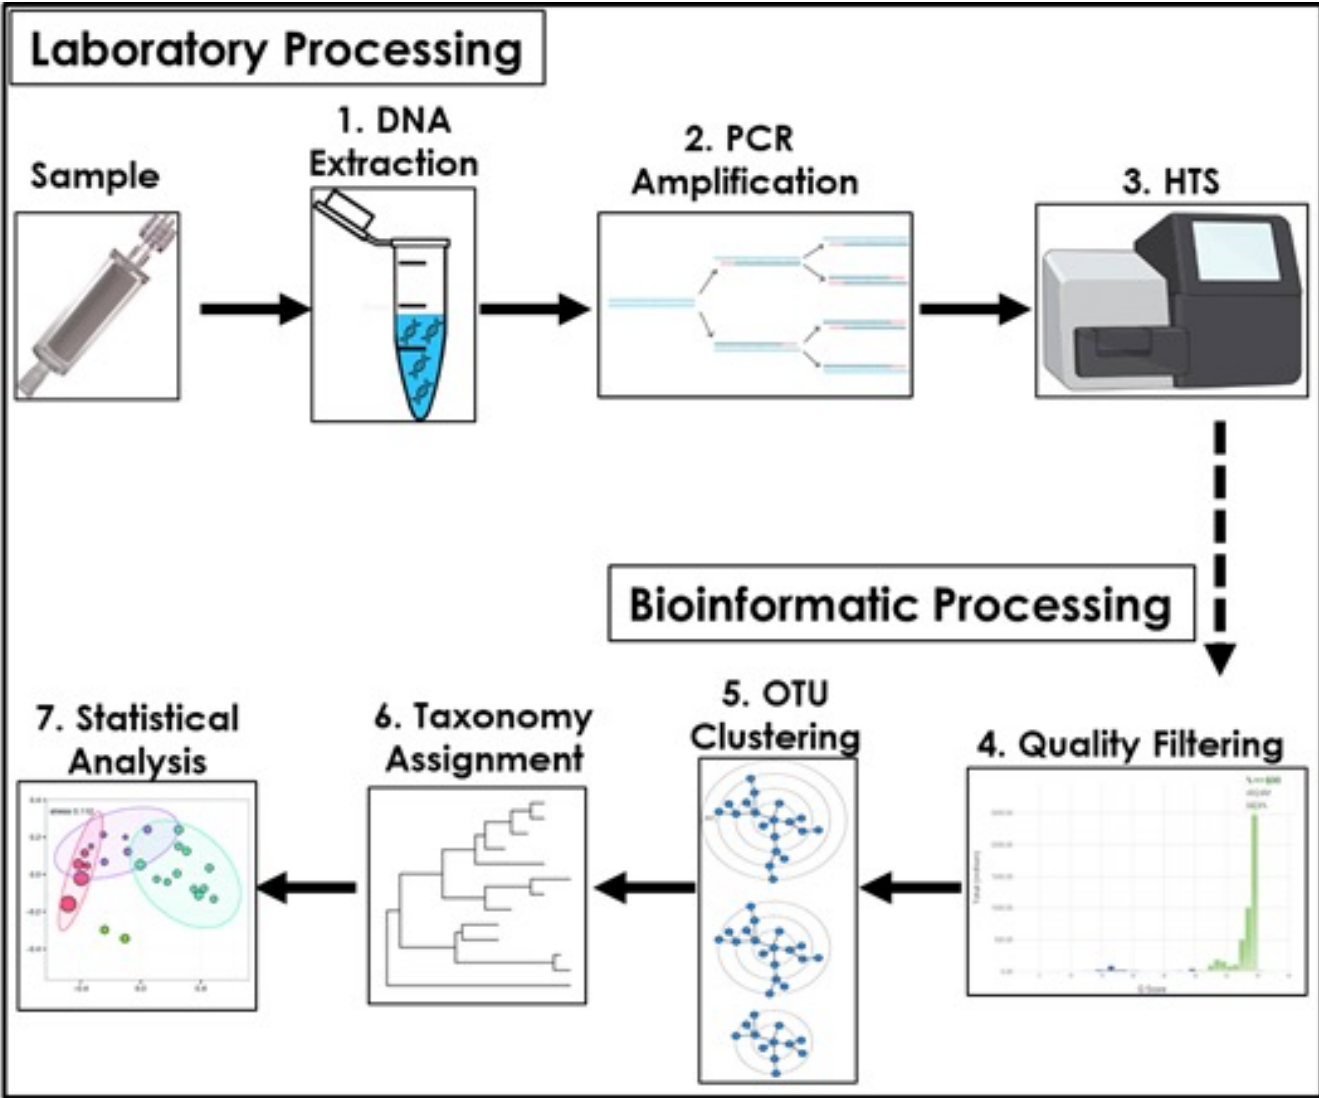 Laboratory Processing
Sample
1. DNA
Extraction
2. PCR
Amplification
3. HTS
Bioinformatic Processing
4. Quality Filtering
5. OTU
Clustering
6. Taxonomy
Assignment
7. Statistical
Analysis
Q Score